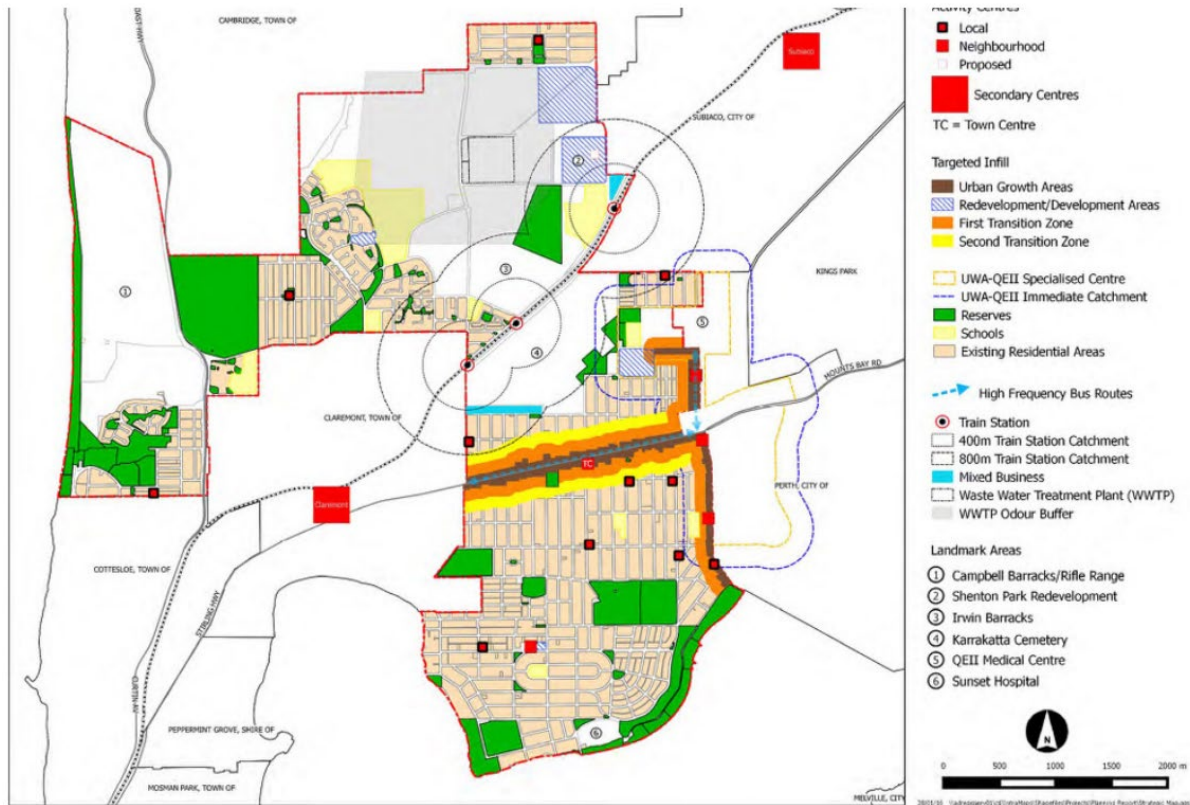 EAST HWY
CAMBRIDGE, TOWN OF
Subiaco
SUBIACO, CITY OF
2
3
KINGS PARK
1
5
4
MOUNTS BAY RD
CLAREMONT, TOWN OF
TC
Claremont
PERTH, CITY OF
COTTESLOE, TOWN OF
STIRLING HWY
CURTIN AV
6
PEPPERMINT GROVE, SHIRE OF
MOSMAN PARK, TOWN OF
MELVILLE, CITY
Activity Centres
Local
Neighbourhood
Proposed
Secondary Centres
TC = Town Centre
Targeted Infill
Urban Growth Areas
Redevelopment/Development Areas
First Transition Zone
Second Transition Zone
UWA-QEII Specialised Centre
UWA-QEII Immediate Catchment
Reserves
Schools
Existing Residential Areas
High Frequency Bus Routes
Train Station
400m Train Station Catchment
800m Train Station Catchment
Mixed Business
Waste Water Treatment Plant (WWTP)
WWTP Odour Buffer
Landmark Areas
1 Campbell Barracks/Rifle Range
2 Shenton Park Redevelopment
3 Irwin Barracks
4 Karrakatta Cemetery
5 QEII Medical Centre
6 Sunset Hospital
N
0 500 1000 1500 2000 m